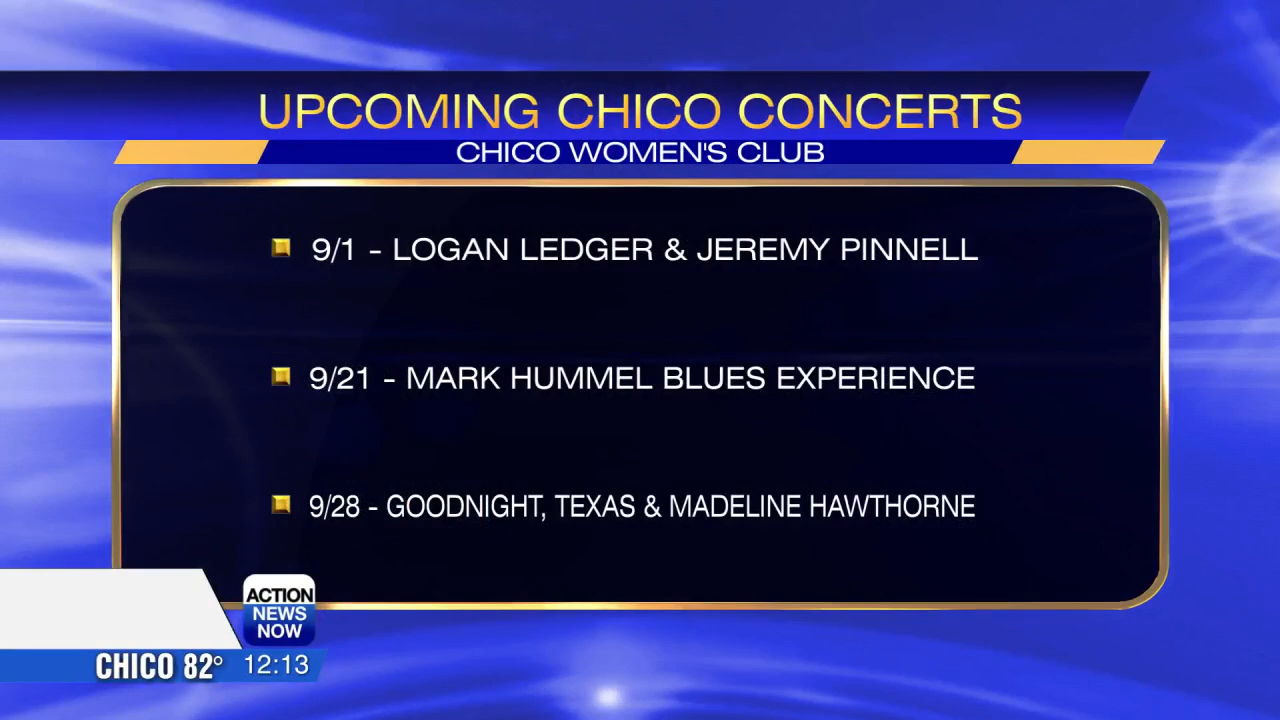 UPCOMING CHICO CONCERTS
CHICO WOMEN'S CLUB
9/1 - LOGAN LEDGER & JEREMY PINNELL
9/21 - MARK HUMMEL BLUES EXPERIENCE
9/28 - GOODNIGHT, TEXAS & MADELINE HAWTHORNE
ACTION
NEWS
NOW
CHICO 82° 12:13